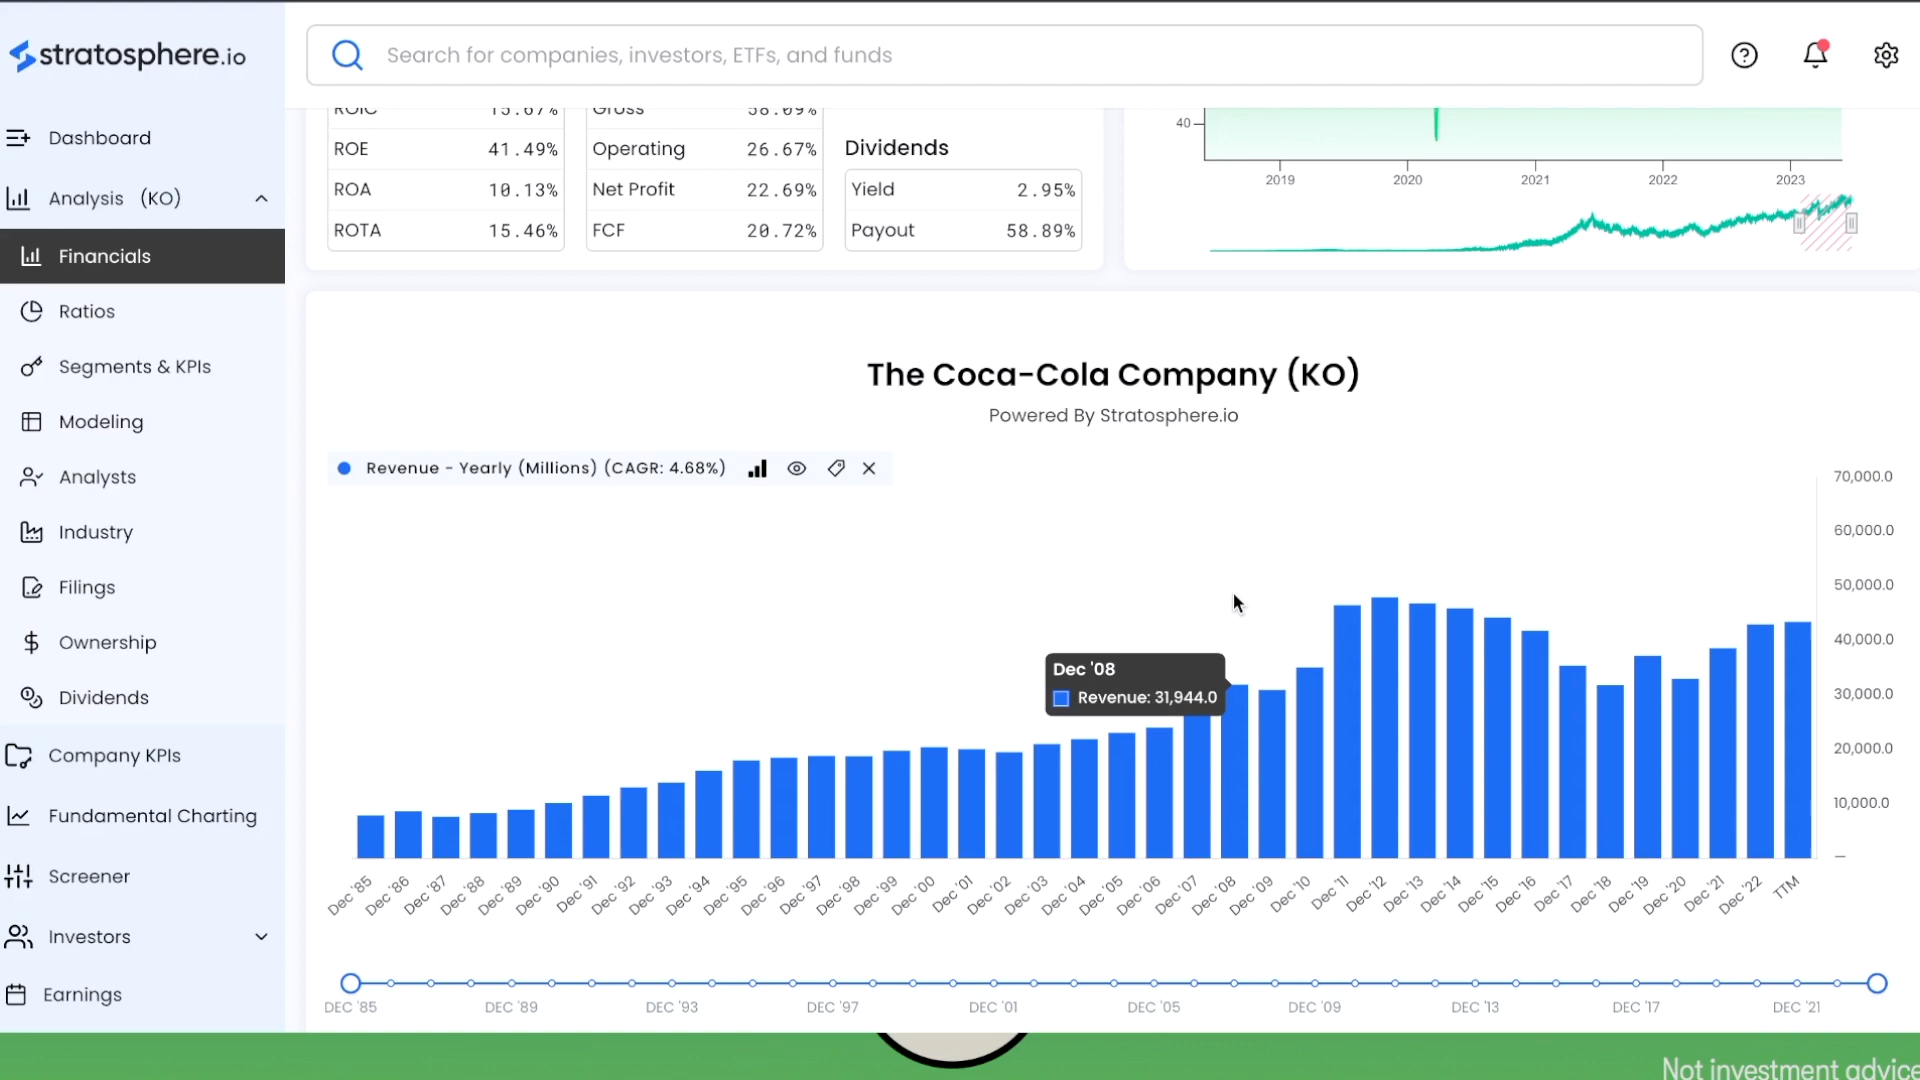 stratosphere.io
Search for companies, investors, ETFs, and funds
Dashboard
Analysis (KO)
Financials
Ratios
Segments & KPIs
Modeling
Analysts
Industry
Filings
Ownership
Dividends
Company KPIs
Fundamental Charting
Screener
Investors
Earnings
ROIC 15.67%
ROE 41.49%
ROA 10.13%
ROTA 15.46%
Gross 58.09%
Operating 26.67%
Net Profit 22.69%
FCF 20.72%
Dividends
Yield 2.95%
Payout 58.89%
40
2019 2020 2021 2022 2023
The Coca-Cola Company (KO)
Powered By Stratosphere.io
Revenue - Yearly (Millions) (CAGR: 4.68%)
70,000.0
60,000.0
50,000.0
40,000.0
30,000.0
20,000.0
10,000.0
Dec '08
Revenue: 31,944.0
Dec '85 Dec '86 Dec '87 Dec '88 Dec '89 Dec '90 Dec '91 Dec '92 Dec '93 Dec '94 Dec '95 Dec '96 Dec '97 Dec '98 Dec '99 Dec '00 Dec '01 Dec '02 Dec '03 Dec '04 Dec '05 Dec '06 Dec '07 Dec '08 Dec '09 Dec '10 Dec '11 Dec '12 Dec '13 Dec '14 Dec '15 Dec '16 Dec '17 Dec '18 Dec '19 Dec '20 Dec '21 Dec '22 TTM
DEC '85 DEC '89 DEC '93 DEC '97 DEC '01 DEC '05 DEC '09 DEC '13 DEC '17 DEC '21
Not investment advice